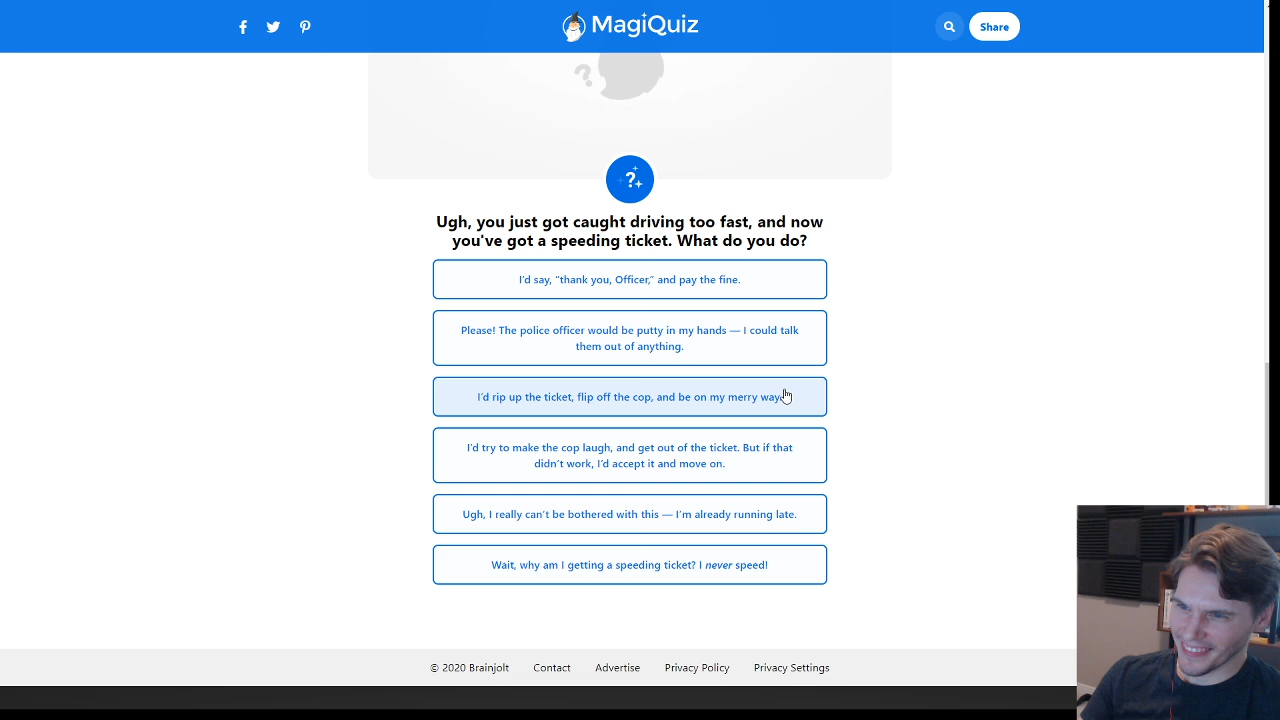 MagiQuiz
Share
Ugh, you just got caught driving too fast, and now
you've got a speeding ticket. What do you do?
I'd say, “thank you, Officer,” and pay the fine.
Please! The police officer would be putty in my hands — I could talk
them out of anything.
I'd rip up the ticket, flip off the cop, and be on my merry way.
I'd try to make the cop laugh, and get out of the ticket. But if that
didn't work, I'd accept it and move on.
Ugh, I really can't be bothered with this — I'm already running late.
Wait, why am I getting a speeding ticket? I never speed!
© 2020 Brainjolt Contact Advertise Privacy Policy Privacy Settings